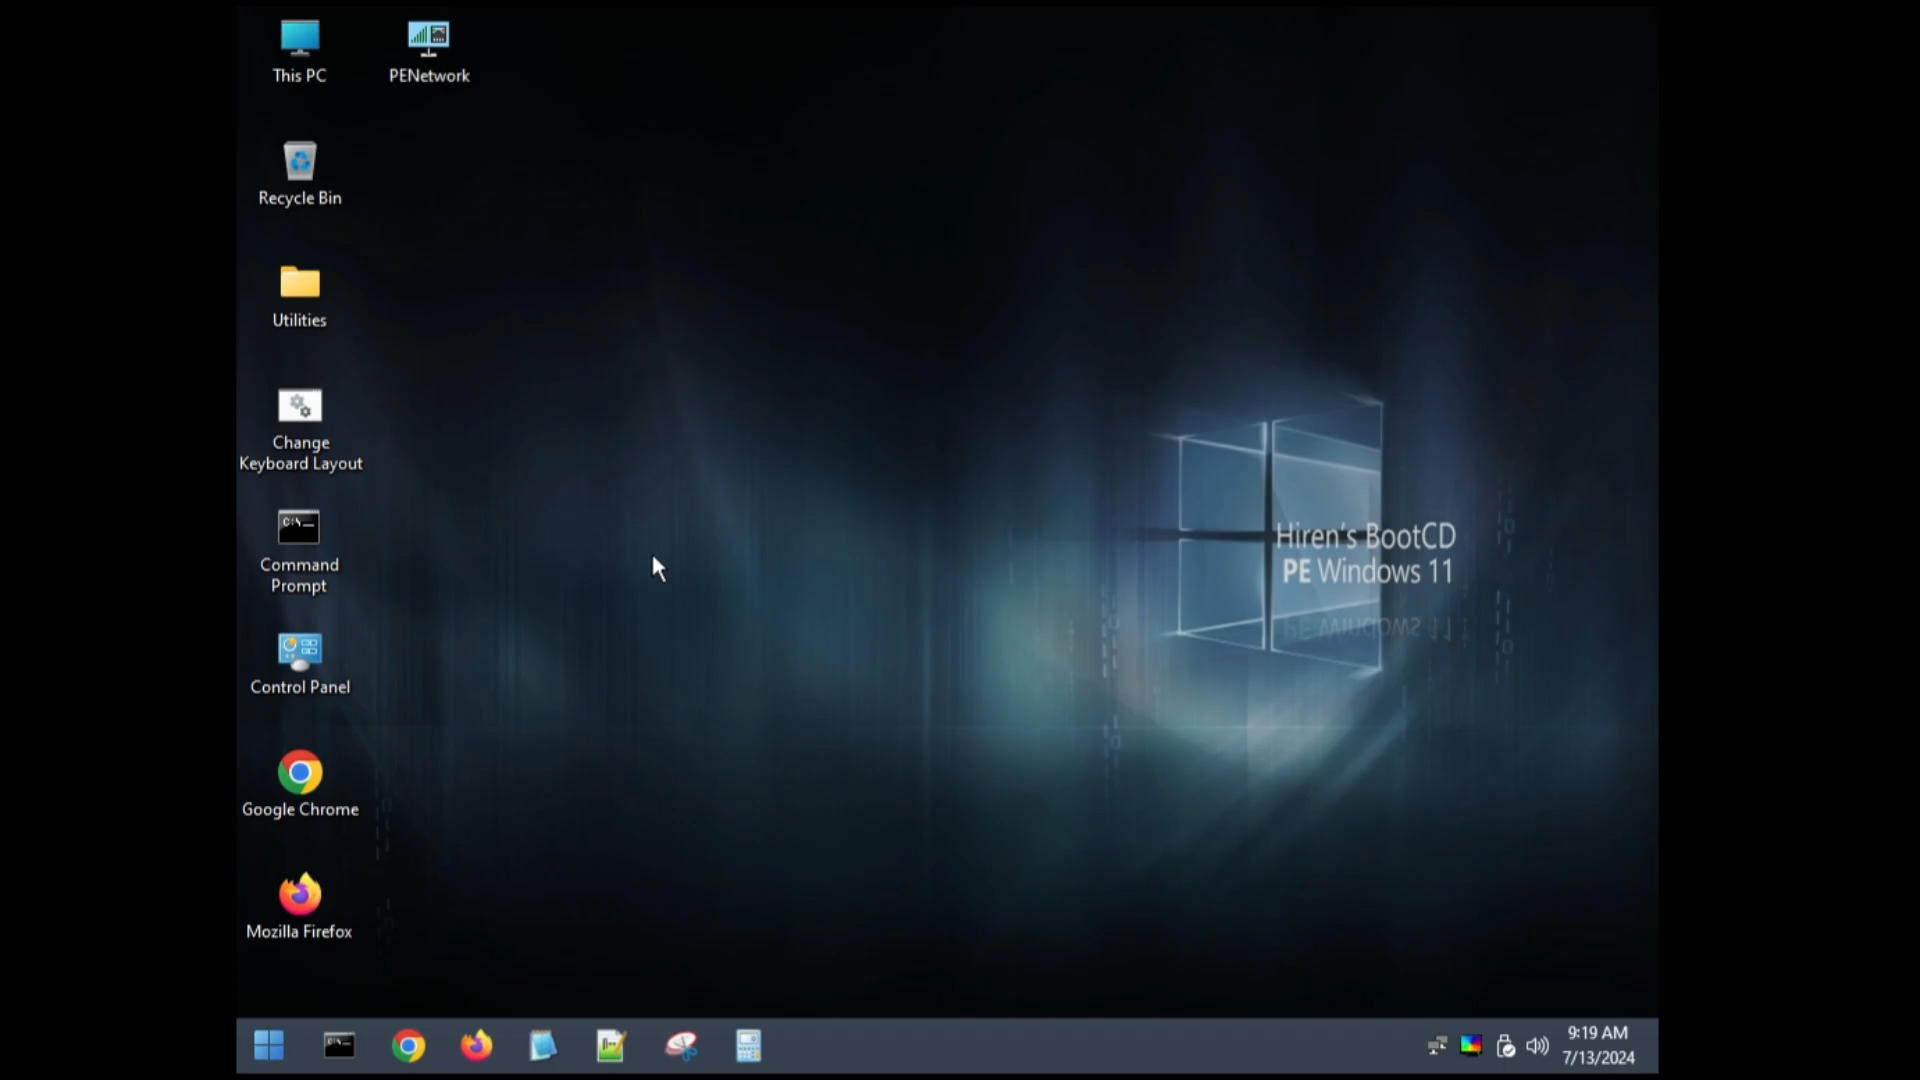 This PC
PENetwork
Recycle Bin
Utilities
Change
Keyboard Layout
Command
Prompt
Control Panel
Google Chrome
Mozilla Firefox
Hiren's BootCD
PE Windows 11
9:19 AM
7/13/2024